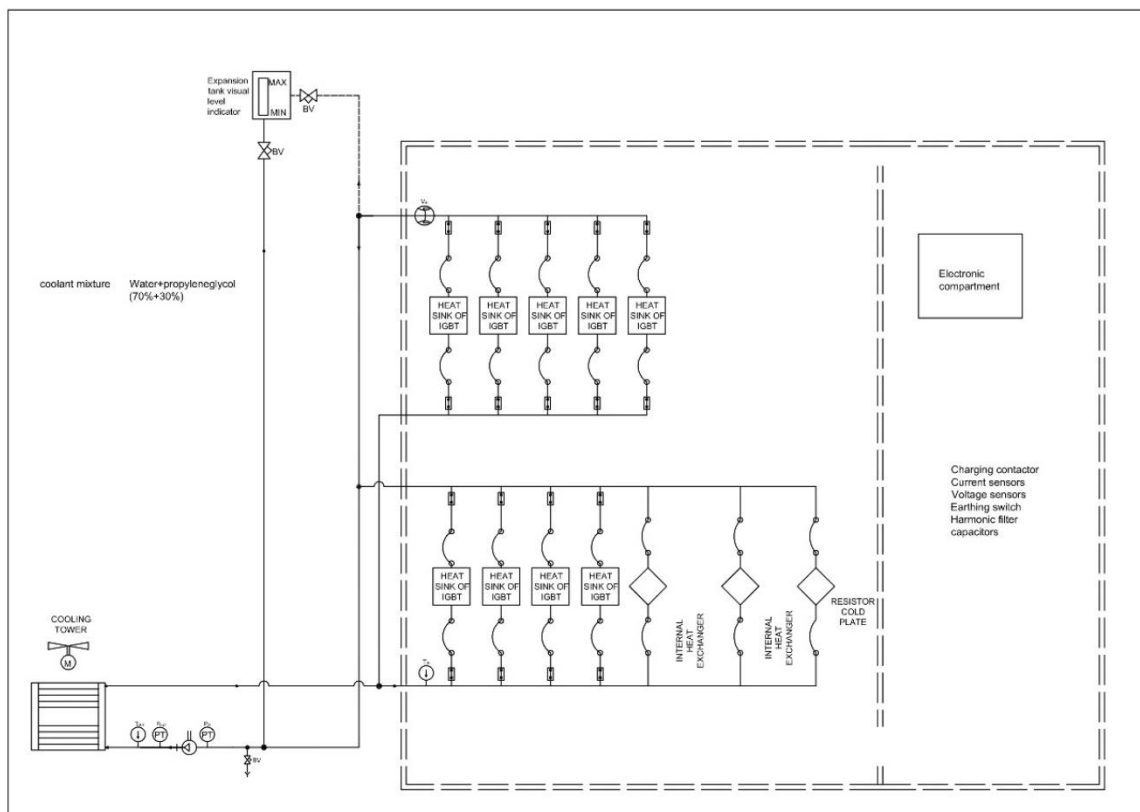 Expansion
tank visual
level
indicator
MAX
MIN
BV
BV
coolant mixture
Water+propyleneglycol
(70%+30%)
HEAT
SINK OF
IGBT
HEAT
SINK OF
IGBT
HEAT
SINK OF
IGBT
HEAT
SINK OF
IGBT
HEAT
SINK OF
IGBT
Electronic
compartment
Charging contactor
Current sensors
Voltage sensors
Earthing switch
Harmonic filter
capacitors
HEAT
SINK OF
IGBT
HEAT
SINK OF
IGBT
HEAT
SINK OF
IGBT
HEAT
SINK OF
IGBT
INTERNAL
HEAT
EXCHANGER
INTERNAL
HEAT
EXCHANGER
RESISTOR
COLD
PLATE
COOLING
TOWER
M
PT
PT
BV